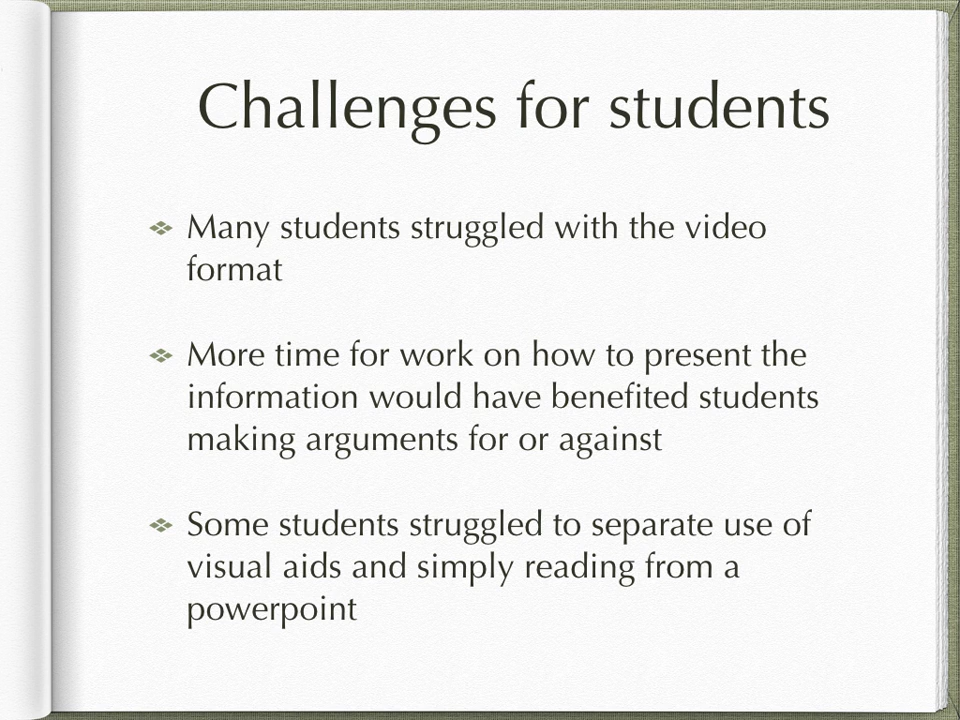 Challenges for students
Many students struggled with the video
format
More time for work on how to present the
information would have benefited students
making arguments for or against
Some students struggled to separate use of
visual aids and simply reading from a
powerpoint